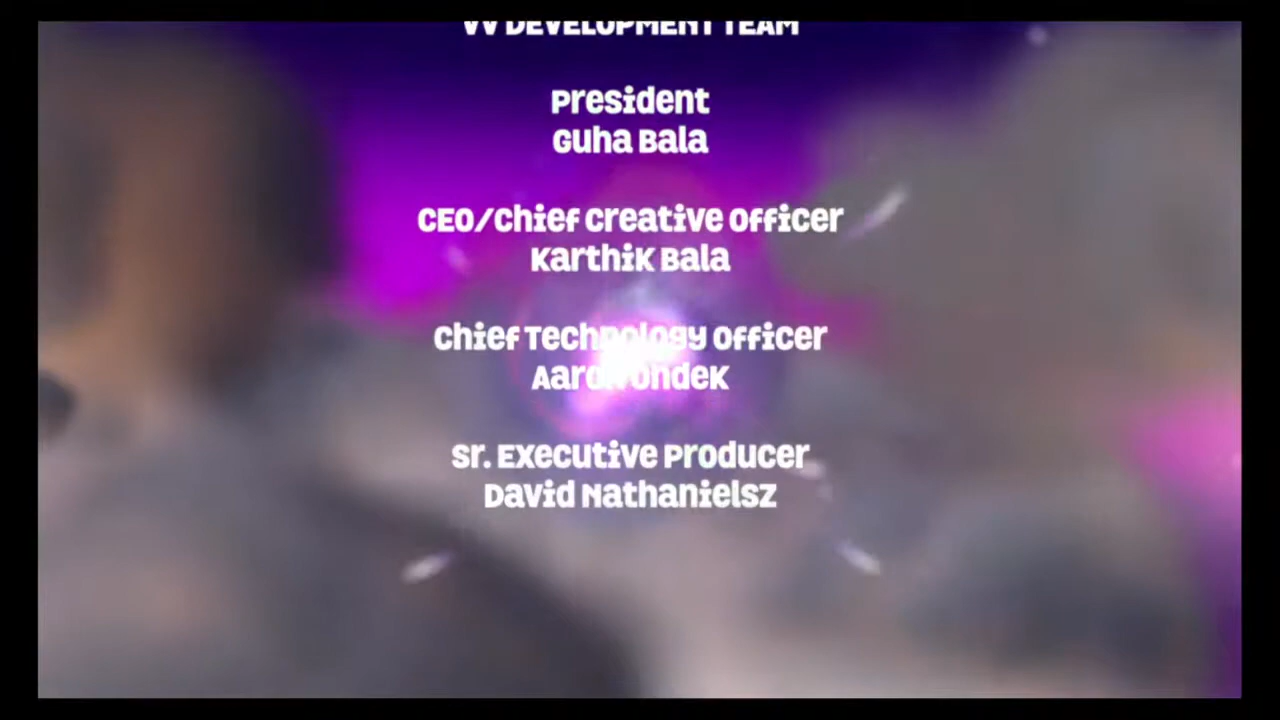 VV DEVELOPMENT TEAM
President
Guha Bala
CEO/Chief Creative Officer
Karthik Bala
Chief Technology Officer
Sr. Executive Producer
David Nathanielsz